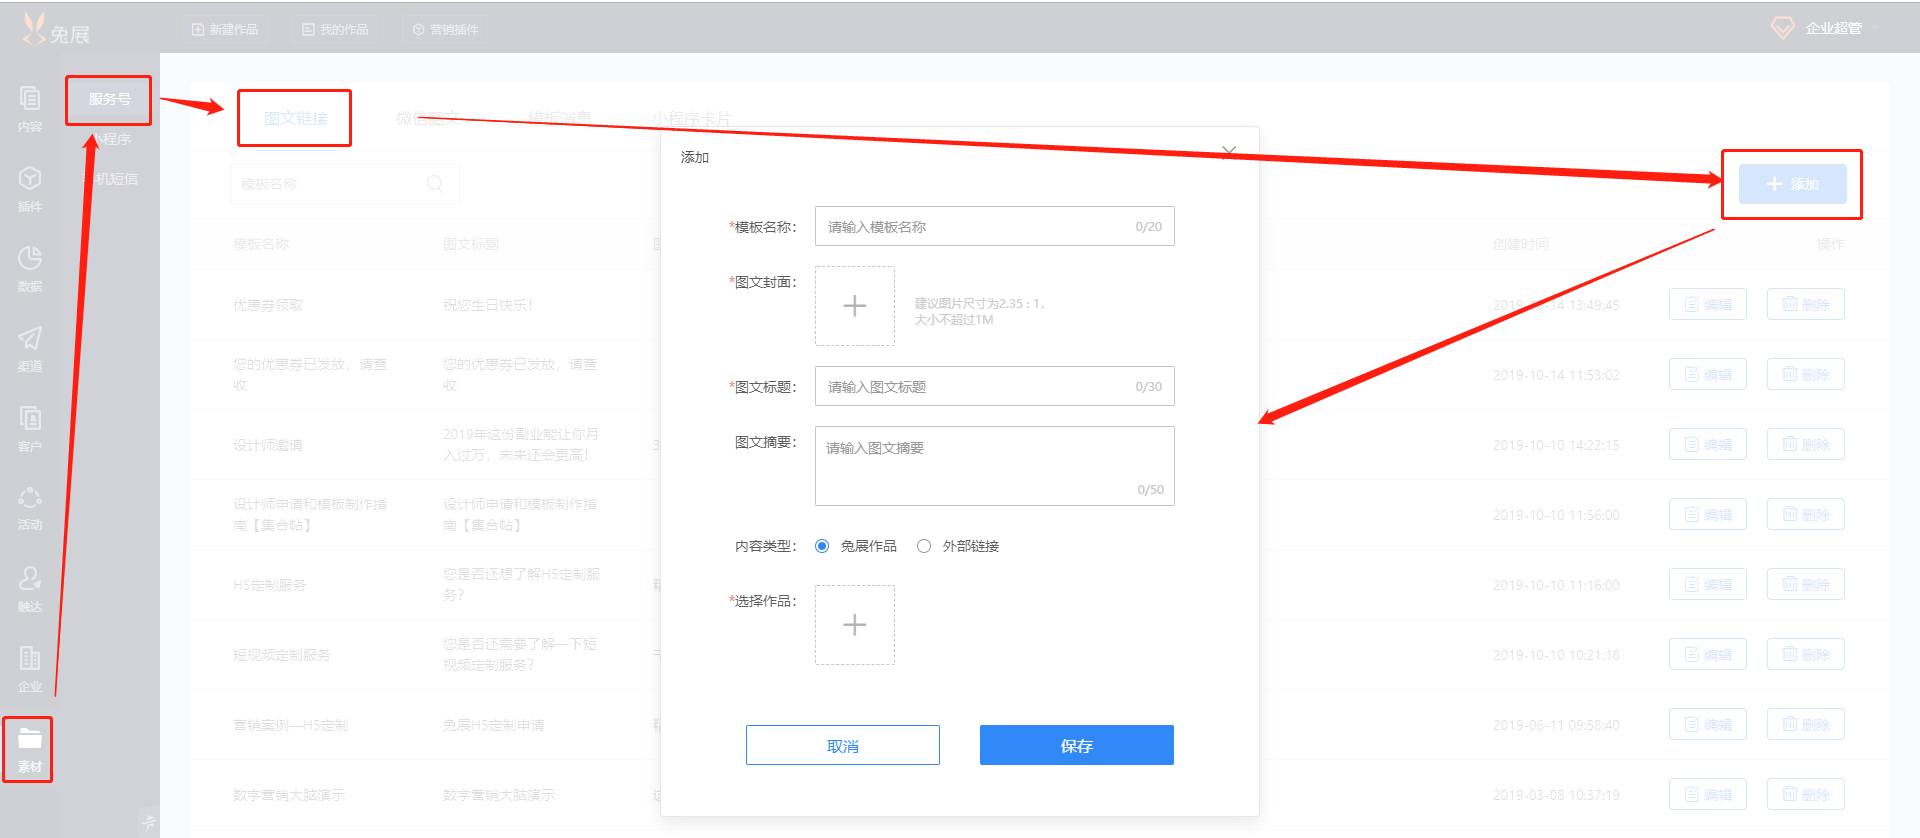 兔展
新建作品
我的作品
营销插件
企业超管
内容
插件
数据
渠道
客户
活动
触达
企业
素材
服务号
小程序
手机短信
图文链接
微信图文
模板消息
小程序卡片
模板名称
添加
模板名称
图文标题
创建时间
操作
优惠券领取
祝您生日快乐！
13:49:45
编辑
删除
您的优惠券已发放，请查
收
您的优惠券已发放，请查
收
2019-10-14 11:53:02
编辑
删除
设计师邀请
2019年这份副业能让你月
入过万，未来还会更高！
2019-10-10 14:22:15
编辑
删除
设计师申请和模板制作指
南【集合帖】
设计师申请和模板制作指
南【集合帖】
2019-10-10 11:56:00
编辑
删除
H5定制服务
您是否还想了解H5定制服
务？
2019-10-10 11:16:00
编辑
删除
短视频定制服务
您是否还需要了解一下短
视频定制服务？
2019-10-10 10:21:18
编辑
删除
营销案例—H5定制
兔展H5定制申请
2019-06-11 09:58:40
编辑
删除
数字营销大脑演示
数字营销大脑演示
2019-03-08 10:37:19
编辑
删除
添加
*模板名称：
请输入模板名称
0/20
*图文封面：
建议图片尺寸为2.35：1，
大小不超过1M
*图文标题：
请输入图文标题
0/30
图文摘要：
请输入图文摘要
0/50
内容类型：
兔展作品
外部链接
*选择作品：
取消
保存